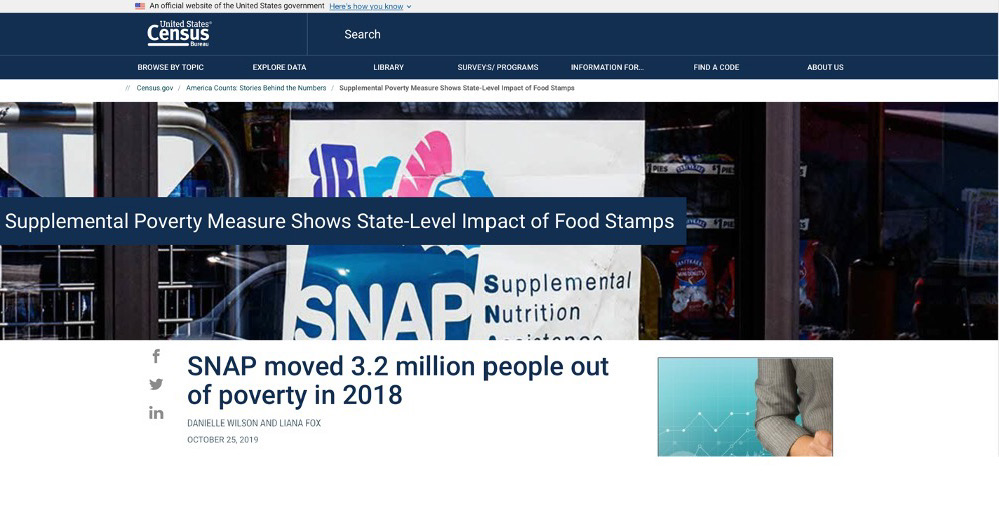 An official website of the United States government Here's how you know
United States®
Census
Bureau
Search
BROWSE BY TOPIC EXPLORE DATA LIBRARY SURVEYS/ PROGRAMS INFORMATION FOR... FIND A CODE ABOUT US
// Census.gov / America Counts: Stories Behind the Numbers / Supplemental Poverty Measure Shows State-Level Impact of Food Stamps
PIES
Supplemental Poverty Measure Shows State-Level Impact of Food Stamps
SNAP
Supplemental
Nutrition
Assistance
SNAP moved 3.2 million people out
of poverty in 2018
DANIELLE WILSON AND LIANA FOX
OCTOBER 25, 2019